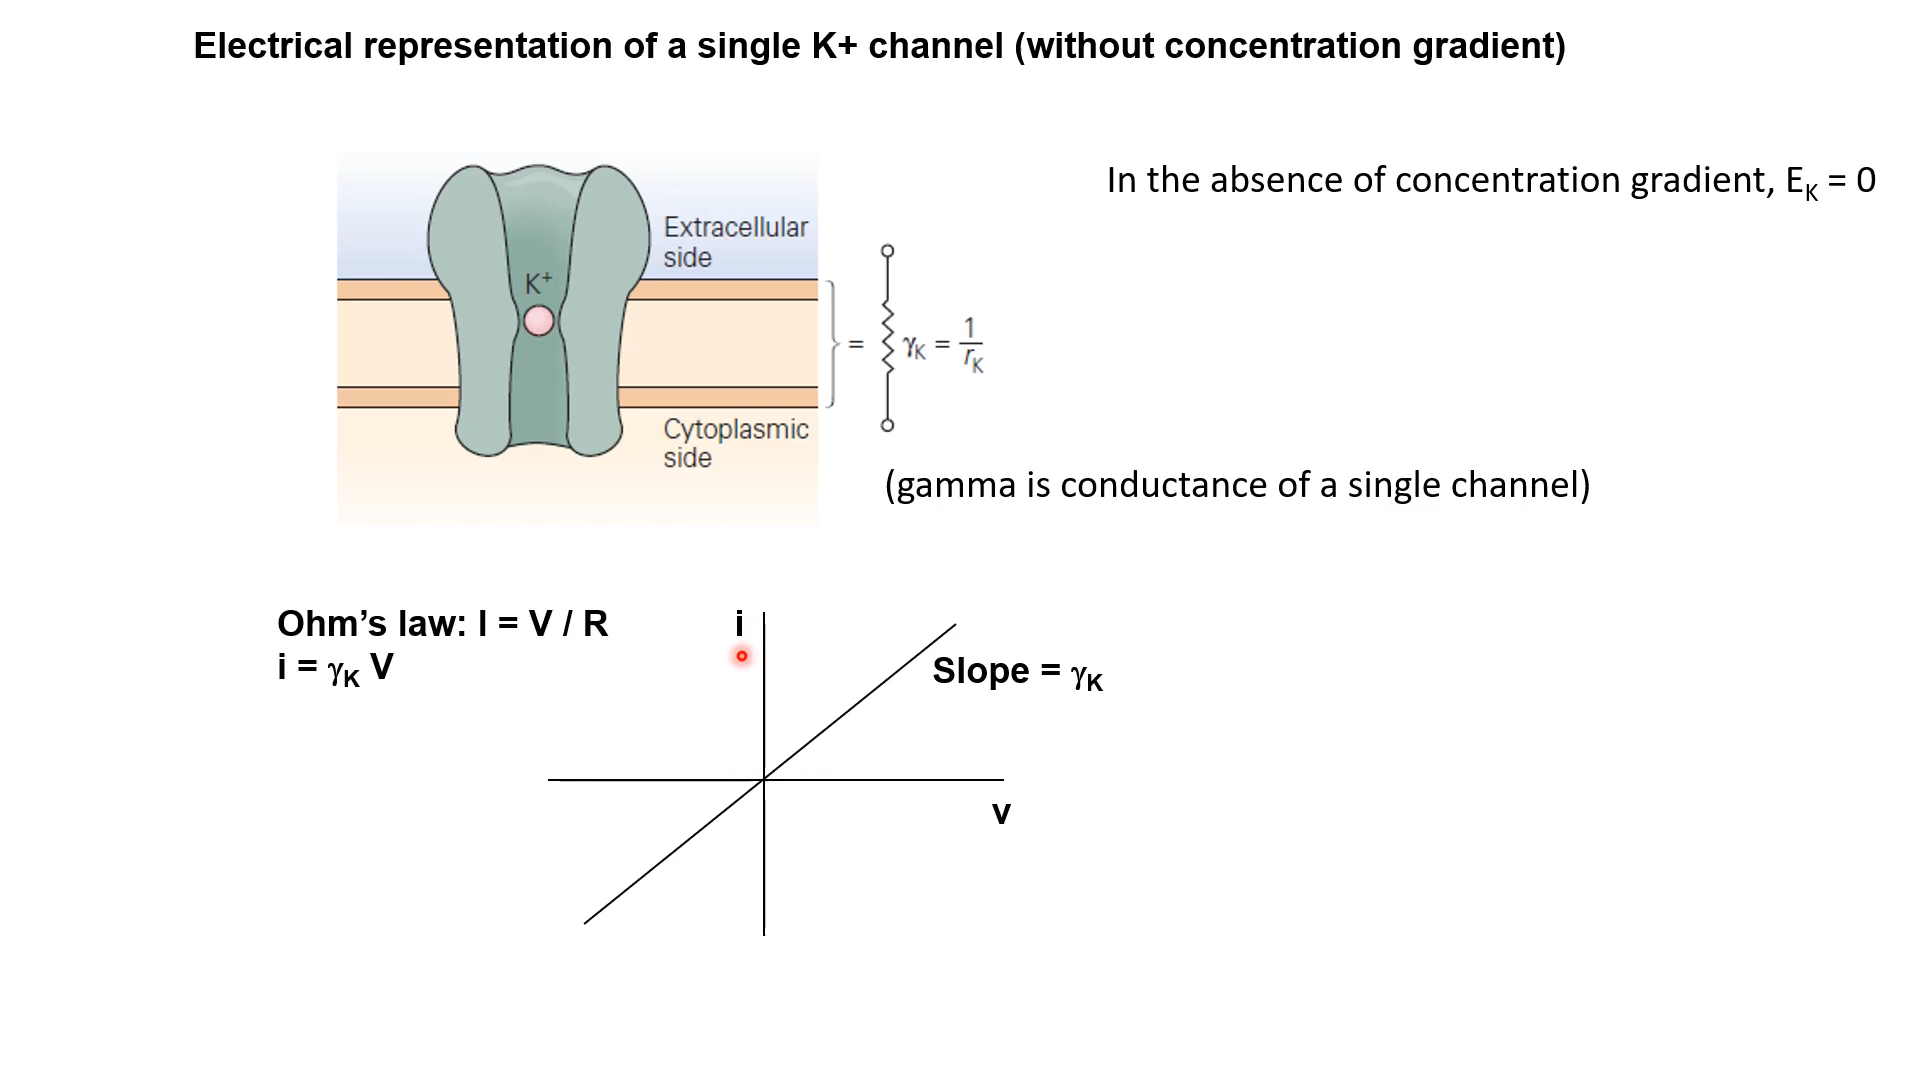 Electrical representation of a single K+ channel (without concentration gradient)
In the absence of concentration gradient, E_K = 0
Extracellular
side
K⁺
= γ_K = 1/r_K
Cytoplasmic
side
(gamma is conductance of a single channel)
Ohm’s law: I = V / R
i = γ_K V
i
Slope = γ_K
v